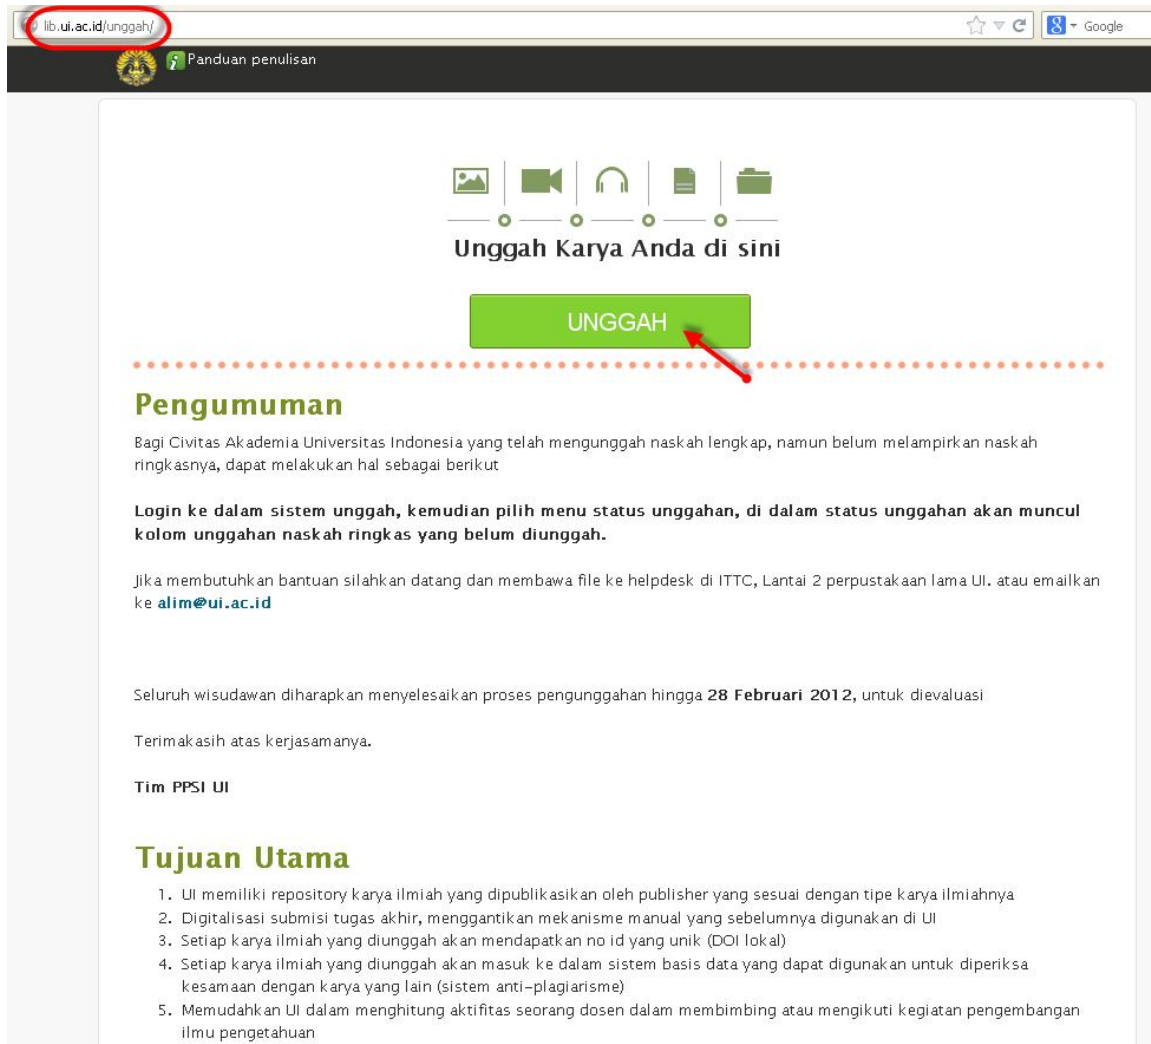 lib.ui.ac.id/unggah/
Google
Panduan penulisan
Unggah Karya Anda di sini
UNGGAH
Pengumuman
Bagi Civitas Akademia Universitas Indonesia yang telah mengunggah naskah lengkap, namun belum melampirkan naskah
ringkasnya, dapat melakukan hal sebagai berikut
Login ke dalam sistem unggah, kemudian pilih menu status unggahan, di dalam status unggahan akan muncul
kolom unggahan naskah ringkas yang belum diunggah.
Jika membutuhkan bantuan silahkan datang dan membawa file ke helpdesk di ITTC, Lantai 2 perpustakaan lama UI. atau emailkan
ke alim@ui.ac.id
Seluruh wisudawan diharapkan menyelesaikan proses pengunggahan hingga 28 Februari 2012, untuk dievaluasi
Terimakasih atas kerjasamanya.
Tim PPSI UI
Tujuan Utama
1. UI memiliki repository karya ilmiah yang dipublikasikan oleh publisher yang sesuai dengan tipe karya ilmiahnya
2. Digitalisasi submisi tugas akhir, menggantikan mekanisme manual yang sebelumnya digunakan di UI
3. Setiap karya ilmiah yang diunggah akan mendapatkan no id yang unik (DOI lokal)
4. Setiap karya ilmiah yang diunggah akan masuk ke dalam sistem basis data yang dapat digunakan untuk diperiksa
kesamaan dengan karya yang lain (sistem anti-plagiarisme)
5. Memudahkan UI dalam menghitung aktifitas seorang dosen dalam membimbing atau mengikuti kegiatan pengembangan
ilmu pengetahuan